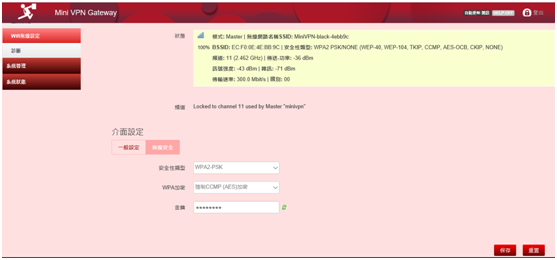 Mini VPN Gateway
自動更新 開啟
登出
Wifi無線設定
診斷
系統管理
系統狀態
狀態
100%
模式: Master | 無線網路名稱SSID: MiniVPN-black-4ebb9c
BSSID: EC:F0:0E:4E:BB:9C | 安全性類型: WPA2 PSK/NONE (WEP-40, WEP-104, TKIP, CCMP, AES-OCB, CKIP, NONE)
頻道: 11 (2.462 GHz) | 傳送-功率: -36 dBm
訊號強度: -43 dBm | 雜訊: -71 dBm
傳輸速率: 300.0 Mbit/s | 國別: 00
頻道
Locked to channel 11 used by Master "minivpn"
介面設定
一般設定
無線安全
安全性類型
WPA2-PSK
WPA加密
強制CCMP (AES)加密
金鑰
••••••••
保存
重置